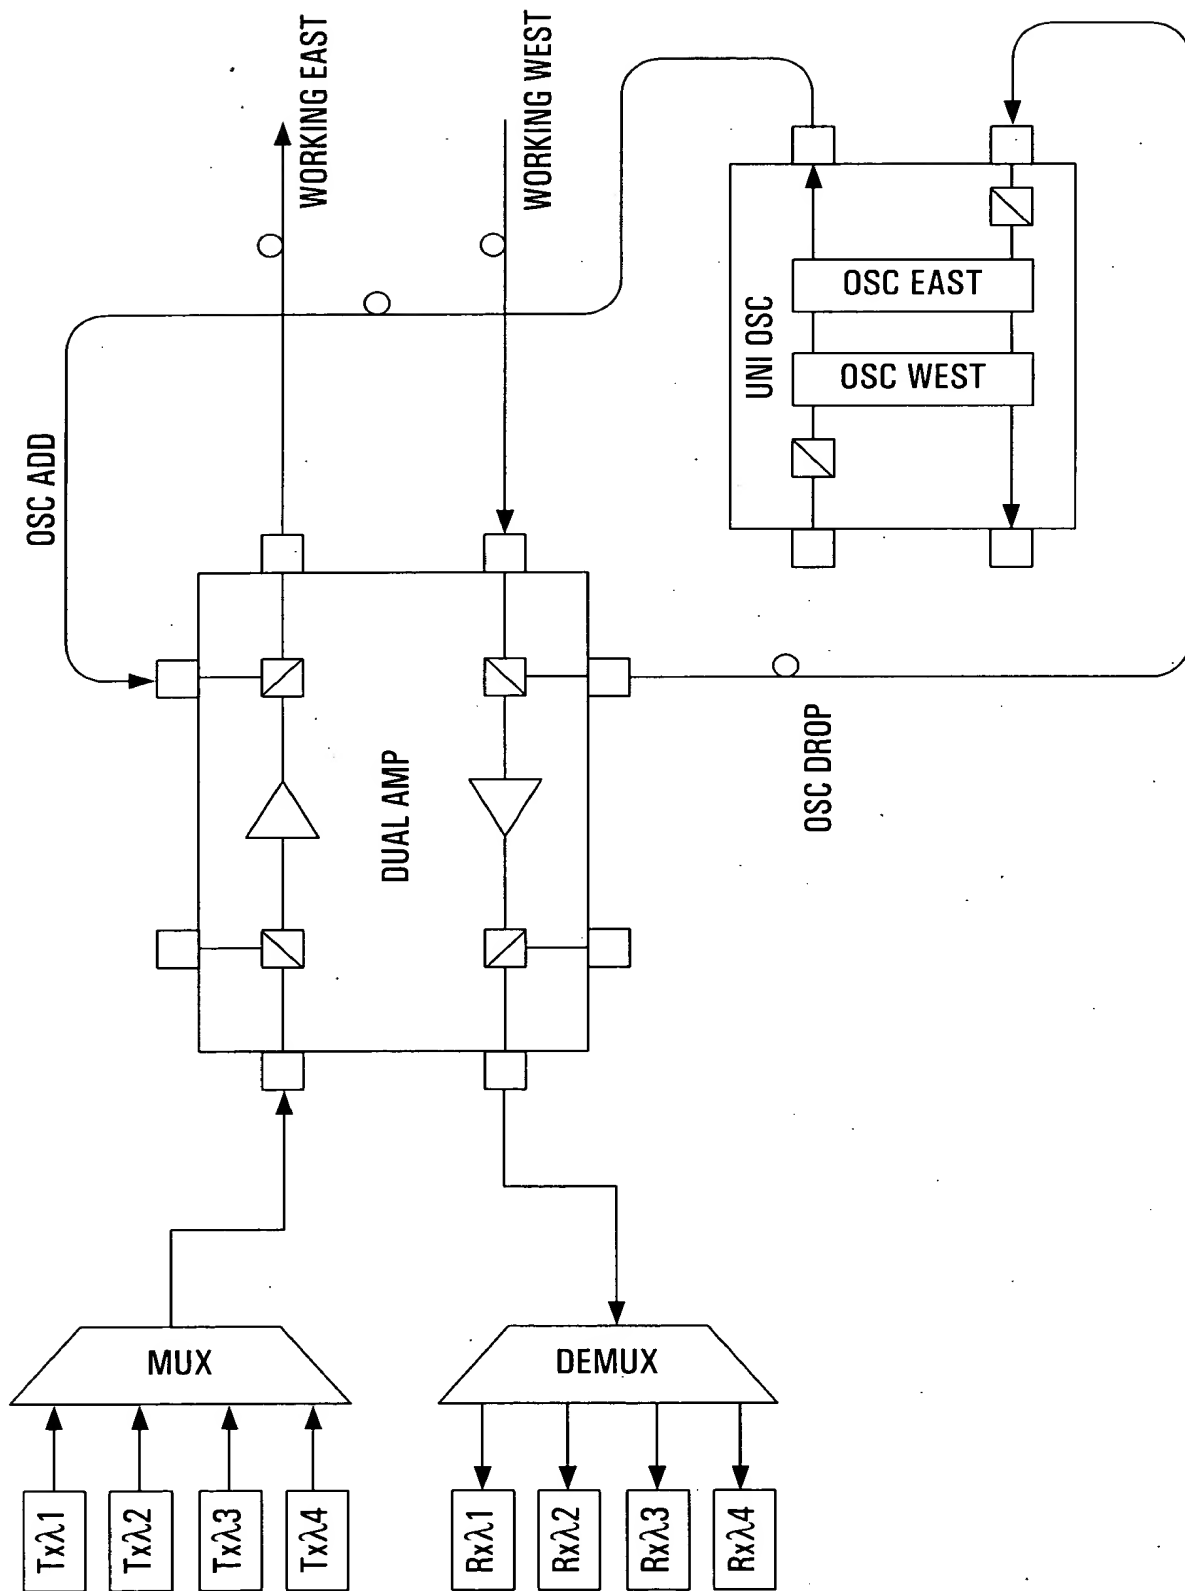 WORKING EAST
WORKING WEST
OSC ADD
UNI OSC
OSC EAST
OSC WEST
DUAL AMP
OSC DROP
MUX
DEMUX
Txλ1
Txλ2
Txλ3
Txλ4
Rxλ1
Rxλ2
Rxλ3
Rxλ4